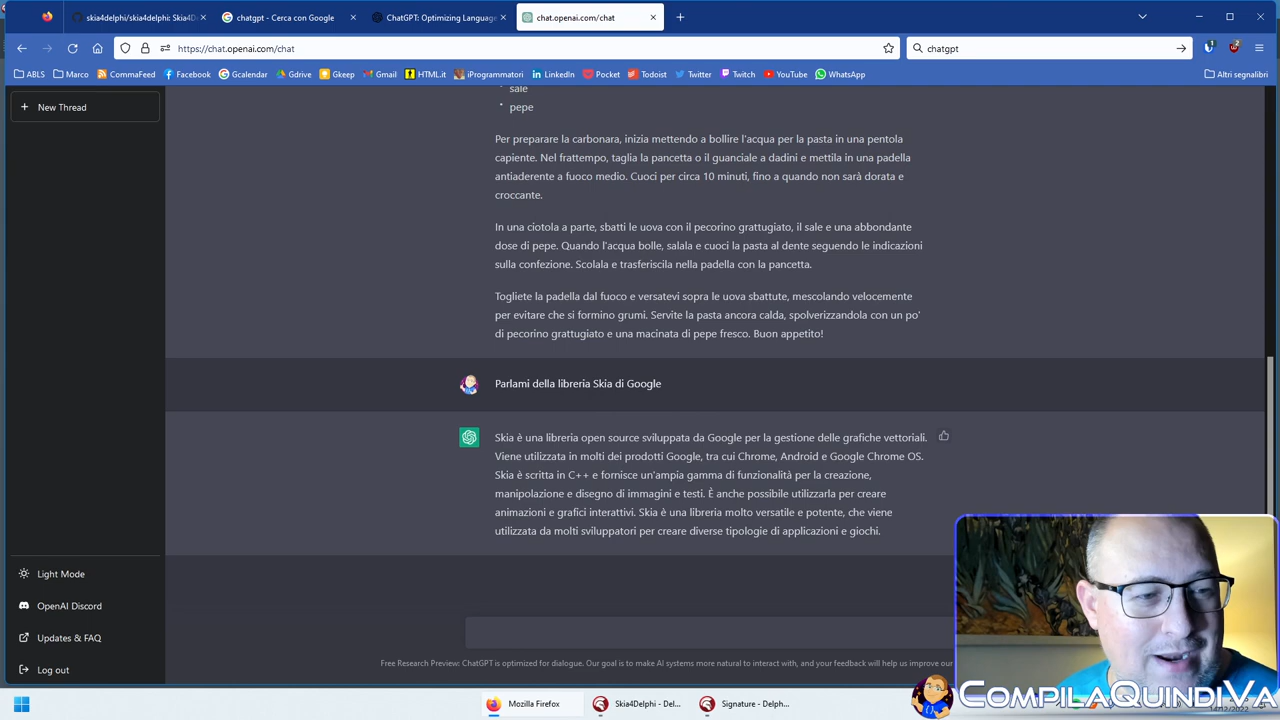 skia4delphi/skia4delphi: Skia4D
chatgpt - Cerca con Google
ChatGPT: Optimizing Language
chat.openai.com/chat
https://chat.openai.com/chat
chatgpt
ABLS
Marco
CommaFeed
Facebook
Gcalendar
Gdrive
Gkeep
Gmail
HTML.it
iProgrammatori
LinkedIn
Pocket
Todoist
Twitter
Twitch
YouTube
WhatsApp
Altri segnalibri
New Thread
sale
pepe
Per preparare la carbonara, inizia mettendo a bollire l'acqua per la pasta in una pentola
capiente. Nel frattempo, taglia la pancetta o il guanciale a dadini e mettila in una padella
antiaderente a fuoco medio. Cuoci per circa 10 minuti, fino a quando non sarà dorata e
croccante.
In una ciotola a parte, sbatti le uova con il pecorino grattugiato, il sale e una abbondante
dose di pepe. Quando l'acqua bolle, salala e cuoci la pasta al dente seguendo le indicazioni
sulla confezione. Scolala e trasferiscila nella padella con la pancetta.
Togliete la padella dal fuoco e versatevi sopra le uova sbattute, mescolando velocemente
per evitare che si formino grumi. Servite la pasta ancora calda, spolverizzandola con un po'
di pecorino grattugiato e una macinata di pepe fresco. Buon appetito!
Parlami della libreria Skia di Google
Skia è una libreria open source sviluppata da Google per la gestione delle grafiche vettoriali.
Viene utilizzata in molti dei prodotti Google, tra cui Chrome, Android e Google Chrome OS.
Skia è scritta in C++ e fornisce un'ampia gamma di funzionalità per la creazione,
manipolazione e disegno di immagini e testi. È anche possibile utilizzarla per creare
animazioni e grafici interattivi. Skia è una libreria molto versatile e potente, che viene
utilizzata da molti sviluppatori per creare diverse tipologie di applicazioni e giochi.
Light Mode
OpenAI Discord
Updates & FAQ
Log out
Free Research Preview: ChatGPT is optimized for dialogue. Our goal is to make AI systems more natural to interact with, and your feedback will help us improve our
Mozilla Firefox
Skia4Delphi - Del...
Signature - Delph...
COMPILAQUINDIVA
14/12/2022